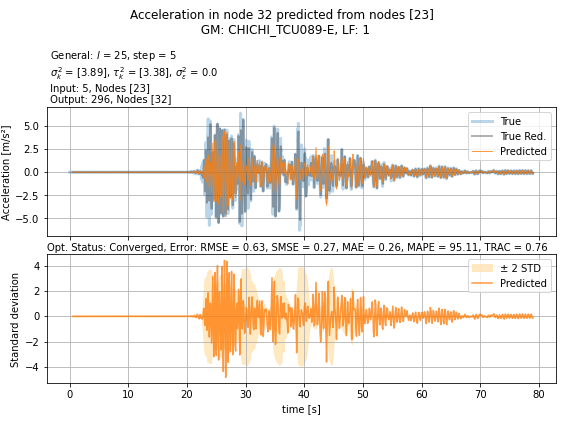 Acceleration in node 32 predicted from nodes [23]
GM: CHICHI_TCU089-E, LF: 1
General: l = 25, step = 5
σ²ₖ = [3.89], τ²ₖ = [3.38], σ²ε = 0.0
Input: 5, Nodes [23]
Output: 296, Nodes [32]
Acceleration [m/s²]
5.0
2.5
0.0
−2.5
−5.0
True
True Red.
Predicted
Opt. Status: Converged, Error: RMSE = 0.63, SMSE = 0.27, MAE = 0.26, MAPE = 95.11, TRAC = 0.76
Standard deviation
4
2
0
−2
−4
± 2 STD
Predicted
0 10 20 30 40 50 60 70 80
time [s]